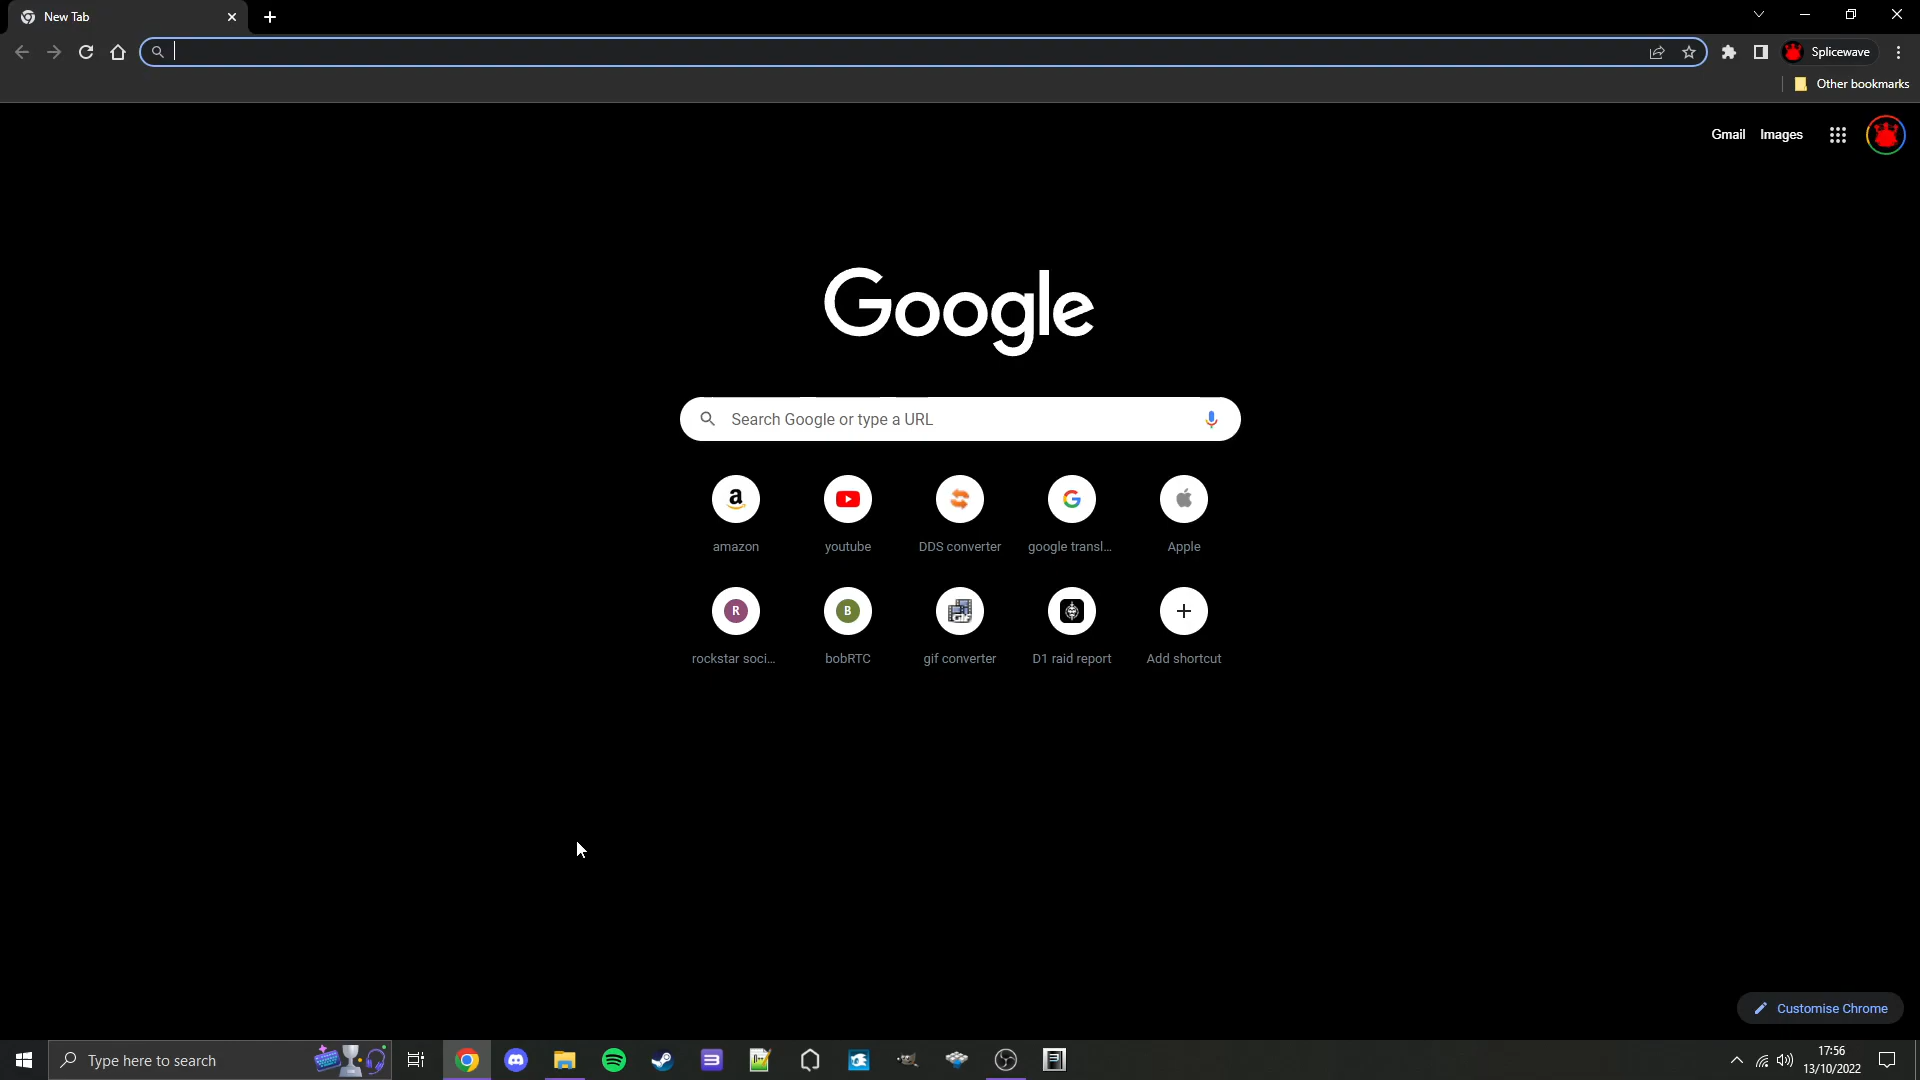 New Tab
Splicewave
Other bookmarks
Gmail Images
Google
Search Google or type a URL
a
amazon
youtube
DDS converter
G
google transl...
Apple
R
rockstar soci...
B
bobRTC
GIF
gif converter
D1 raid report
Add shortcut
Customise Chrome
Type here to search
17:56
13/10/2022